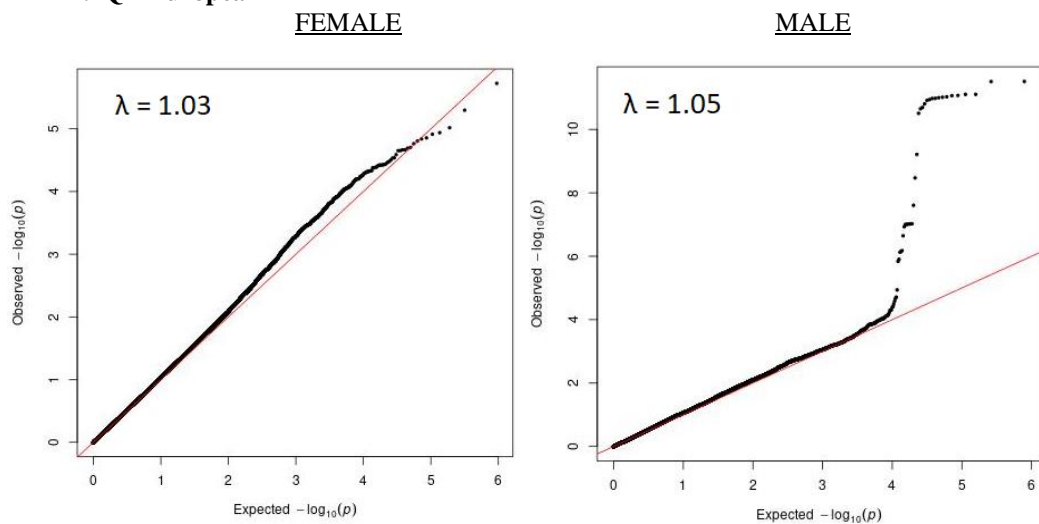 FEMALE
MALE
λ = 1.03
Observed −log10(p)
0 1 2 3 4 5
0 1 2 3 4 5 6
Expected −log10(p)
λ = 1.05
Observed −log10(p)
0 2 4 6 8 10
0 1 2 3 4 5 6
Expected −log10(p)